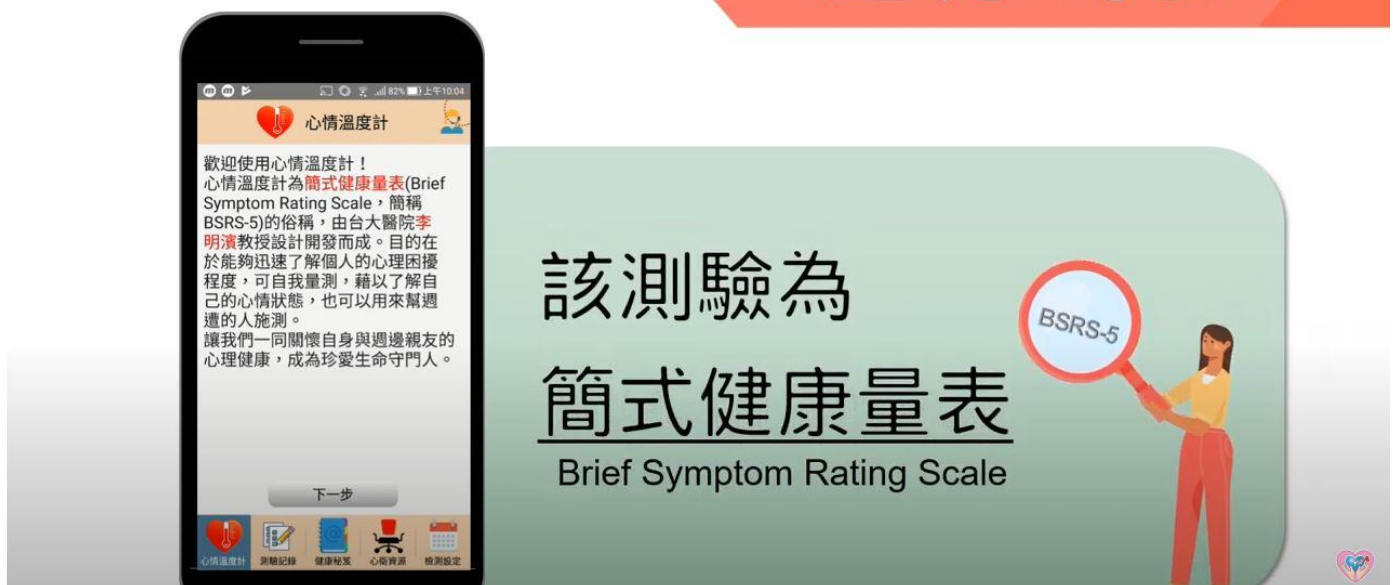 上午10:04
82%
心情溫度計
歡迎使用心情溫度計！
心情溫度計為簡式健康量表(Brief
Symptom Rating Scale，簡稱
BSRS-5)的俗稱，由台大醫院李
明濱教授設計開發而成。目的在
於能夠迅速了解個人的心理困擾
程度，可自我量測，藉以了解自
己的心情狀態，也可以用來幫週
遭的人施測。
讓我們一同關懷自身與週邊親友的
心理健康，成為珍愛生命守門人。
下一步
心情溫度計
測驗記錄
健康秘笈
心衛資源
檢測設定
該測驗為
簡式健康量表
Brief Symptom Rating Scale
BSRS-5